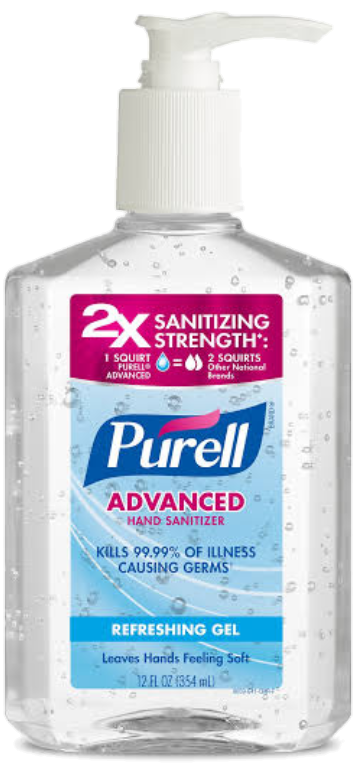 2X SANITIZING
STRENGTH*:
1 SQUIRT
PURELL®
ADVANCED
=
2 SQUIRTS
Other National
Brands
Purell
ADVANCED
HAND SANITIZER
KILLS 99.99% OF ILLNESS
CAUSING GERMS
REFRESHING GEL
Leaves Hands Feeling Soft
12 FL OZ (354 mL)